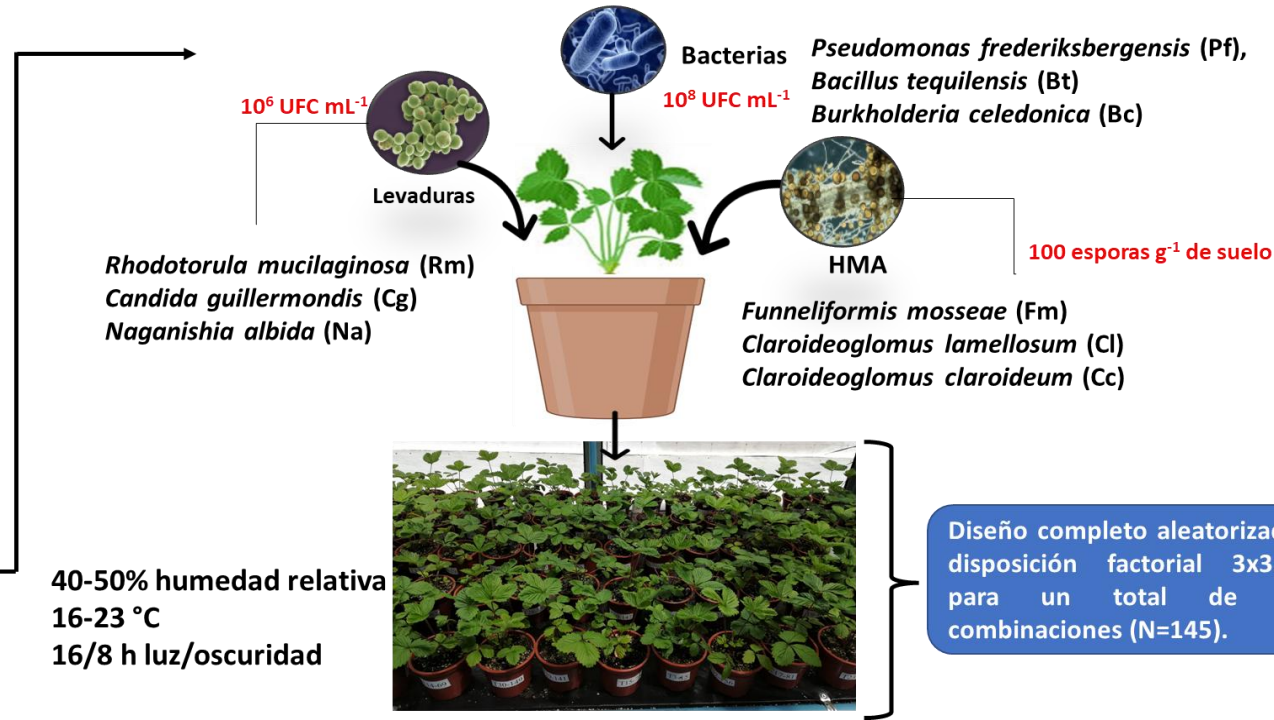 Bacterias
10⁸ UFC mL⁻¹
Pseudomonas frederiksbergensis (Pf),
Bacillus tequilensis (Bt)
Burkholderia celedonica (Bc)
10⁶ UFC mL⁻¹
Levaduras
Rhodotorula mucilaginosa (Rm)
Candida guillermondis (Cg)
Naganishia albida (Na)
HMA
100 esporas g⁻¹ de suelo
Funneliformis mosseae (Fm)
Claroideoglomus lamellosum (Cl)
Claroideoglomus claroideum (Cc)
40-50% humedad relativa
16-23 °C
16/8 h luz/oscuridad
Diseño completo aleatoriza
disposición factorial 3x3
para un total de
combinaciones (N=145).